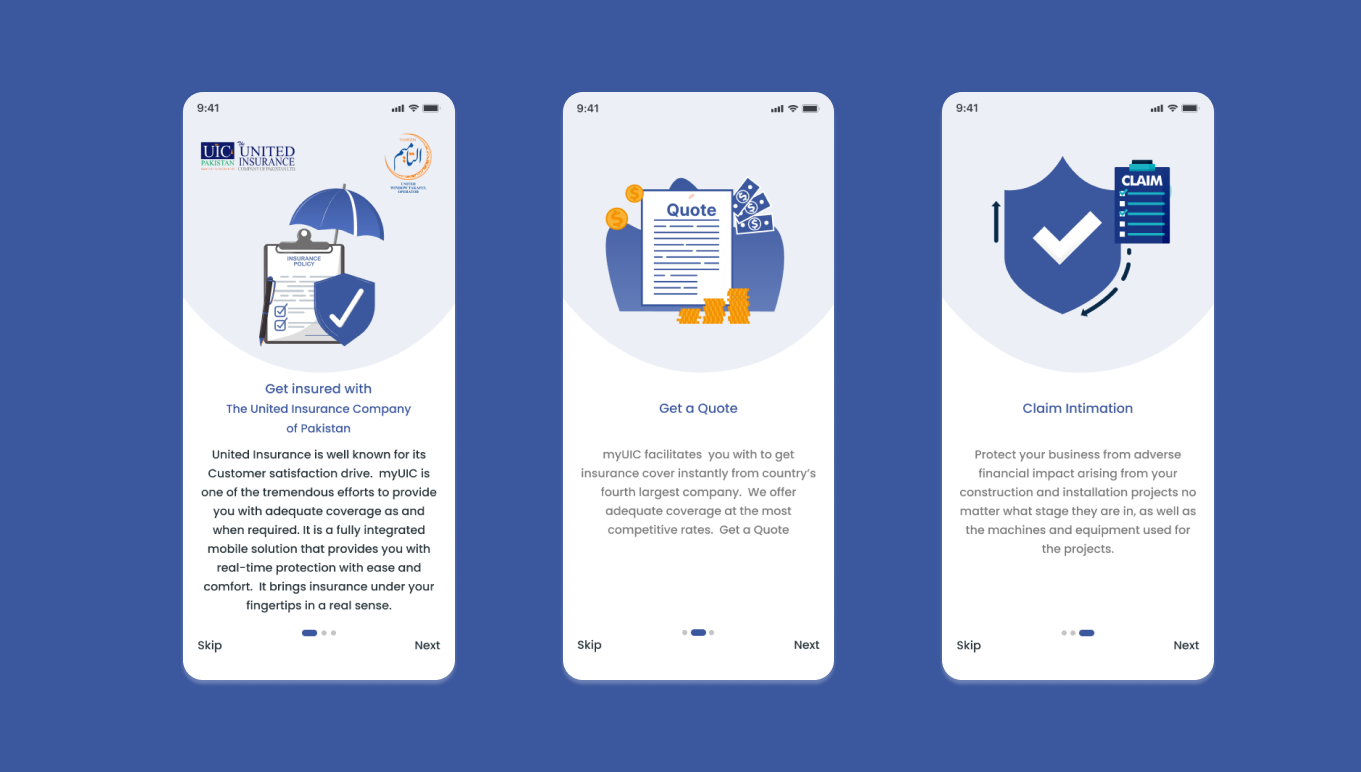 9:41
UIC
PAKISTAN
The
UNITED
INSURANCE
COMPANY OF PAKISTAN LTD.
التأميم
UNITED
WINDOW TAKAFUL
OPERATOR
INSURANCE
POLICY
Get insured with
The United Insurance Company
of Pakistan
United Insurance is well known for its
Customer satisfaction drive. myUIC is
one of the tremendous efforts to provide
you with adequate coverage as and
when required. It is a fully integrated
mobile solution that provides you with
real-time protection with ease and
comfort. It brings insurance under your
fingertips in a real sense.
Skip
Next
9:41
Quote
Get a Quote
myUIC facilitates you with to get
insurance cover instantly from country's
fourth largest company. We offer
adequate coverage at the most
competitive rates. Get a Quote
Skip
Next
9:41
CLAIM
Claim Intimation
Protect your business from adverse
financial impact arising from your
construction and installation projects no
matter what stage they are in, as well as
the machines and equipment used for
the projects.
Skip
Next